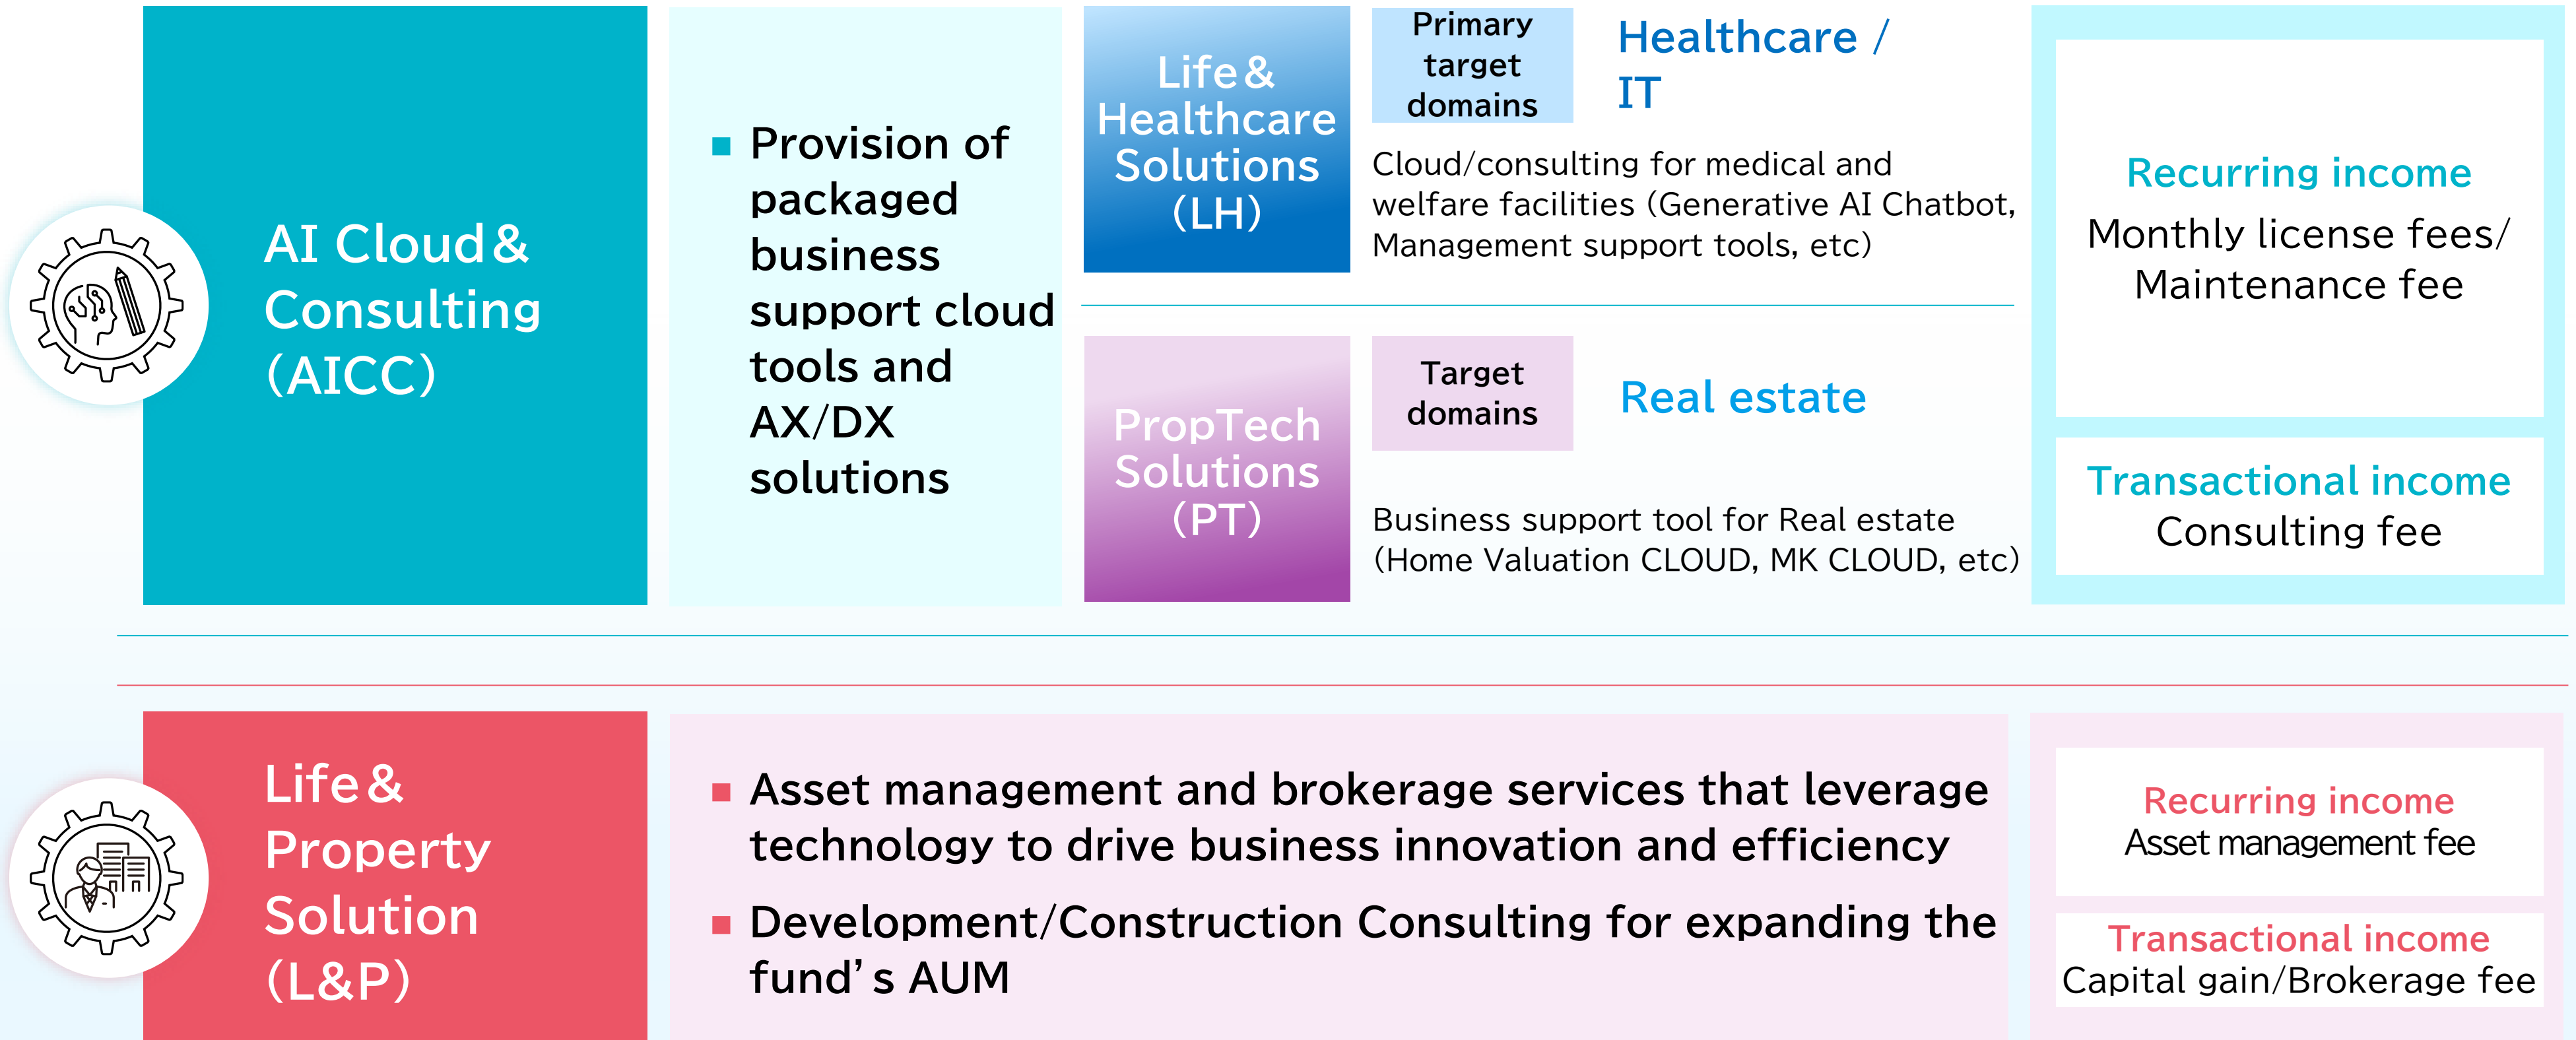 AI Cloud&
Consulting
(AICC)
■ Provision of
packaged
business
support cloud
tools and
AX/DX
solutions
Life&
Healthcare
Solutions
(LH)
Primary
target
domains
Healthcare /
IT
Cloud/consulting for medical and
welfare facilities (Generative AI Chatbot,
Management support tools, etc)
PropTech
Solutions
(PT)
Target
domains
Real estate
Business support tool for Real estate
(Home Valuation CLOUD, MK CLOUD, etc)
Recurring income
Monthly license fees/
Maintenance fee
Transactional income
Consulting fee
Life&
Property
Solution
(L&P)
■ Asset management and brokerage services that leverage
technology to drive business innovation and efficiency
■ Development/Construction Consulting for expanding the
fund’s AUM
Recurring income
Asset management fee
Transactional income
Capital gain/Brokerage fee